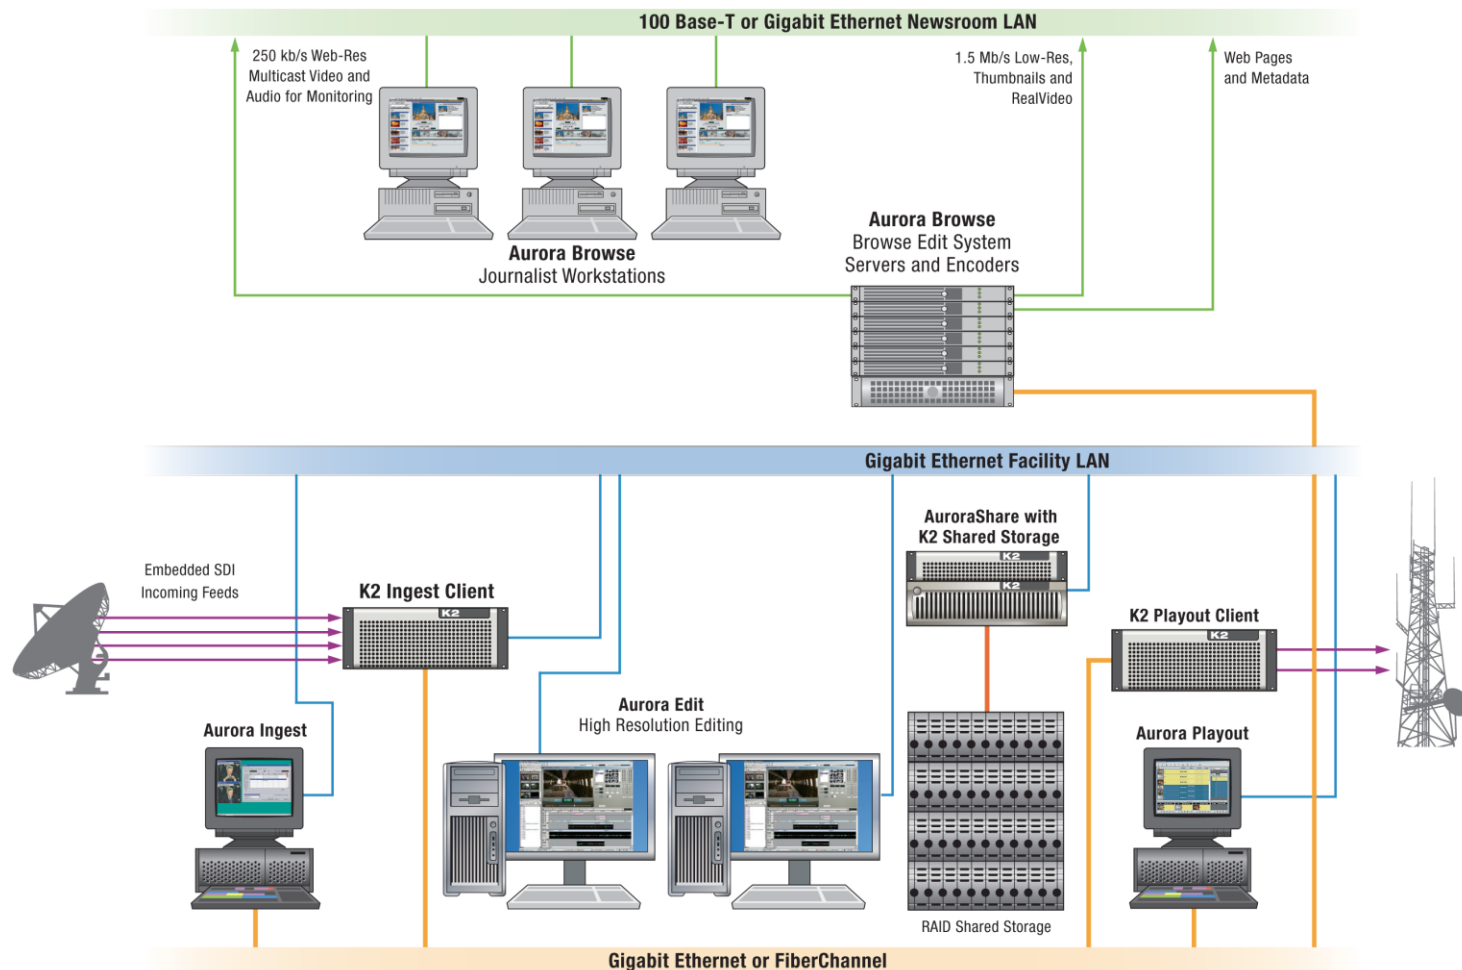 100 Base-T or Gigabit Ethernet Newsroom LAN
250 kb/s Web-Res
Multicast Video and
Audio for Monitoring
1.5 Mb/s Low-Res,
Thumbnails and
RealVideo
Web Pages
and Metadata
Aurora Browse
Journalist Workstations
Aurora Browse
Browse Edit System
Servers and Encoders
Gigabit Ethernet Facility LAN
Embedded SDI
Incoming Feeds
K2 Ingest Client
K2
AuroraShare with
K2 Shared Storage
K2
K2
K2 Playout Client
K2
Aurora Ingest
Aurora Edit
High Resolution Editing
Aurora Playout
RAID Shared Storage
Gigabit Ethernet or FiberChannel